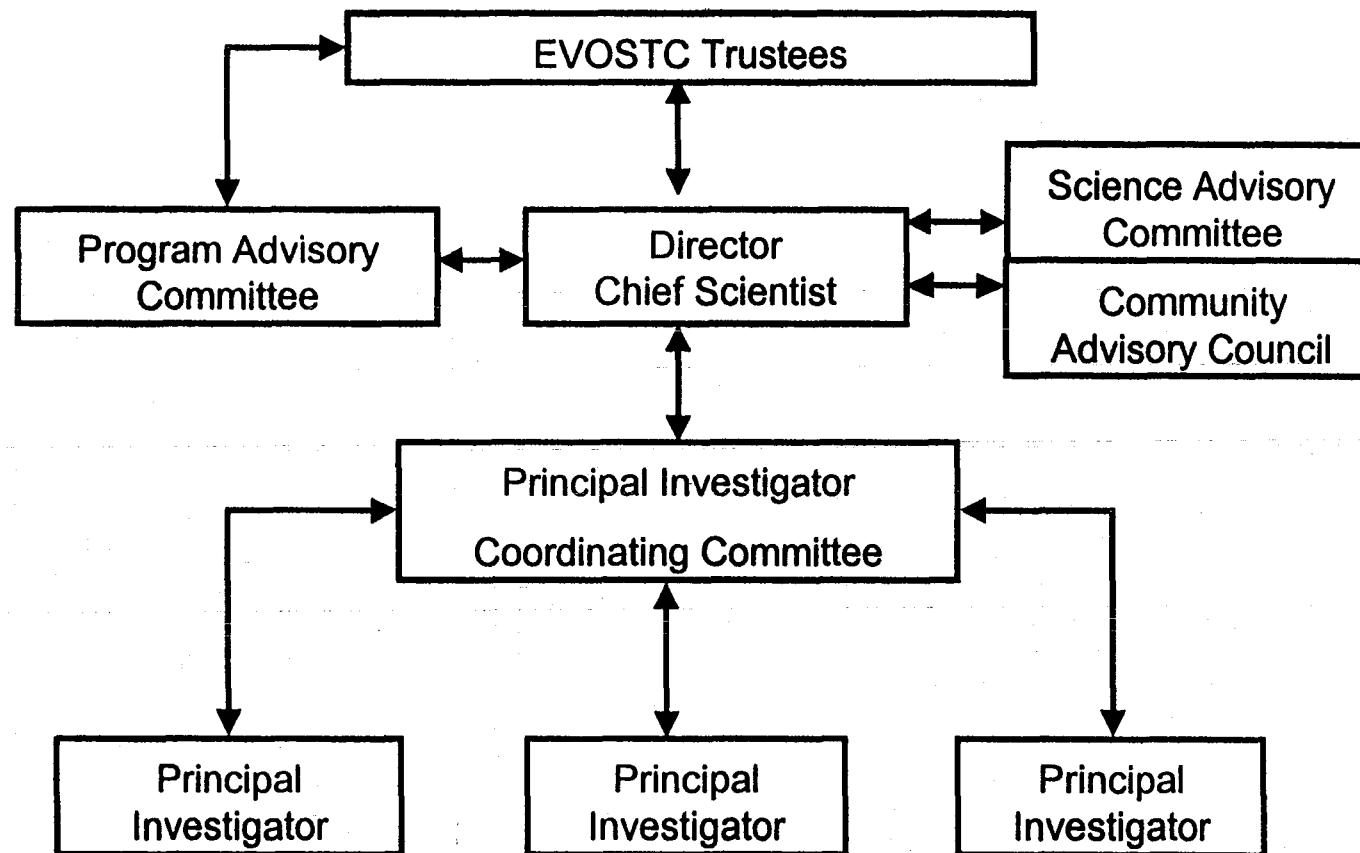 EVOSTC Trustees
Science Advisory
Committee
Program Advisory
Committee
Director
Chief Scientist
Community
Advisory Council
Principal Investigator
Coordinating Committee
Principal
Investigator
Principal
Investigator
Principal
Investigator